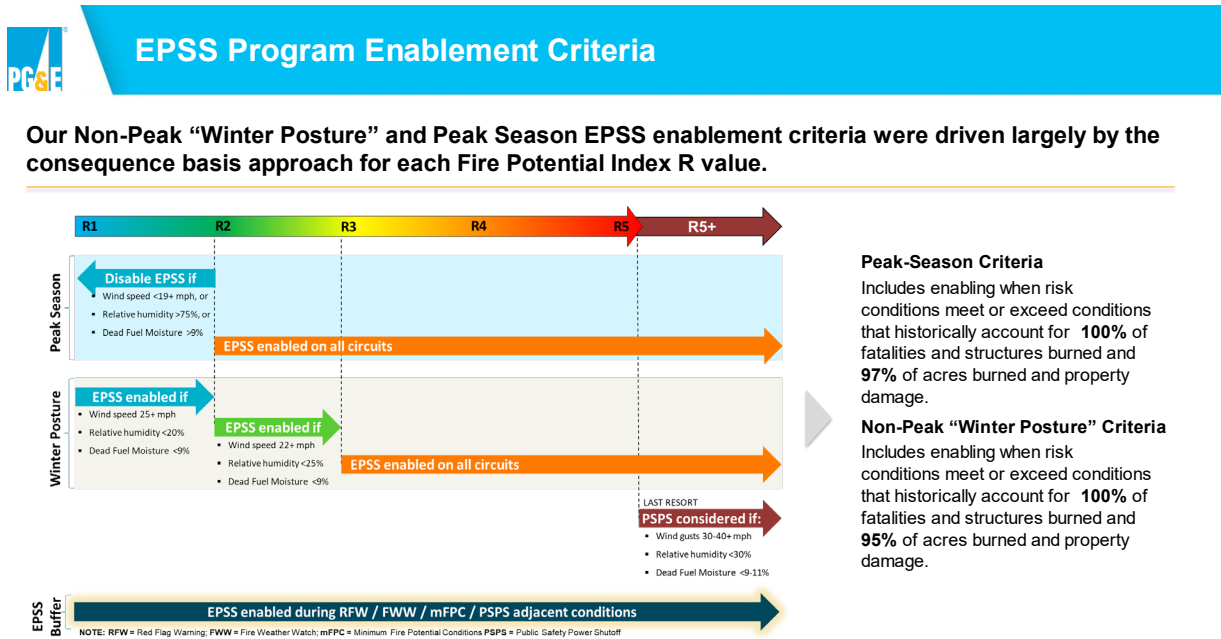 EPSS Program Enablement Criteria
PG&E
®
Our Non-Peak “Winter Posture” and Peak Season EPSS enablement criteria were driven largely by the
consequence basis approach for each Fire Potential Index R value.
R1 R2 R3 R4 R5 R5+
Peak Season
Disable EPSS if
▪ Wind speed <19+ mph, or
▪ Relative humidity >75%, or
▪ Dead Fuel Moisture >9%
EPSS enabled on all circuits
Winter Posture
EPSS enabled if
▪ Wind speed 25+ mph
▪ Relative humidity <20%
▪ Dead Fuel Moisture <9%
EPSS enabled if
▪ Wind speed 22+ mph
▪ Relative humidity <25%
▪ Dead Fuel Moisture <9%
EPSS enabled on all circuits
LAST RESORT
PSPS considered if:
▪ Wind gusts 30-40+ mph
▪ Relative humidity <30%
▪ Dead Fuel Moisture <9-11%
EPSS
Buffer
EPSS enabled during RFW / FWW / mFPC / PSPS adjacent conditions
NOTE: RFW = Red Flag Warning; FWW = Fire Weather Watch; mFPC = Minimum Fire Potential Conditions PSPS = Public Safety Power Shutoff
Peak-Season Criteria
Includes enabling when risk
conditions meet or exceed conditions
that historically account for 100% of
fatalities and structures burned and
97% of acres burned and property
damage.
Non-Peak “Winter Posture” Criteria
Includes enabling when risk
conditions meet or exceed conditions
that historically account for 100% of
fatalities and structures burned and
95% of acres burned and property
damage.